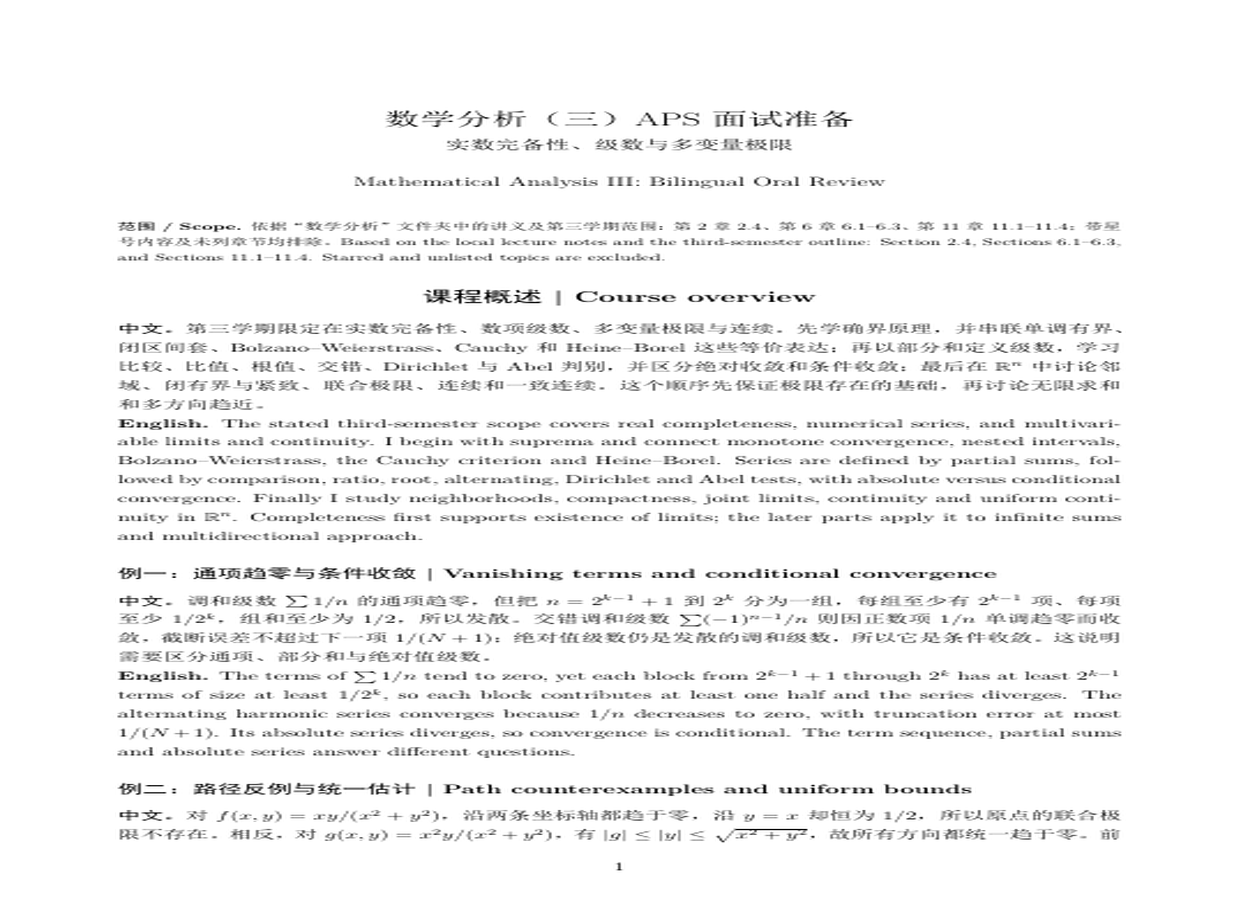 数学分析（三）APS 面试准备
实数完备性、级数与多变量极限
Mathematical Analysis III: Bilingual Oral Review
范围 / Scope. 依据“数学分析”文件夹中的讲义及第三学期范围：第 2 章 2.4、第 6 章 6.1–6.3、第 11 章 11.1–11.4；带星
号内容及未列章节均排除。Based on the local lecture notes and the third-semester outline: Section 2.4, Sections 6.1–6.3,
and Sections 11.1–11.4. Starred and unlisted topics are excluded.
课程概述 | Course overview
中文。第三学期限定在实数完备性、数项级数、多变量极限与连续。先学确界原理，并串联单调有界、
闭区间套、Bolzano–Weierstrass、Cauchy 和 Heine–Borel 这些等价表达；再以部分和定义级数，学习
比较、比值、根值、交错、Dirichlet 与 Abel 判别，并区分绝对收敛和条件收敛；最后在 ℝⁿ 中讨论邻
域、闭有界与紧致、联合极限、连续和一致连续。这个顺序先保证极限存在的基础，再讨论无限求和
和多方向趋近。
English. The stated third-semester scope covers real completeness, numerical series, and multivari-
able limits and continuity. I begin with suprema and connect monotone convergence, nested intervals,
Bolzano–Weierstrass, the Cauchy criterion and Heine–Borel. Series are defined by partial sums, fol-
lowed by comparison, ratio, root, alternating, Dirichlet and Abel tests, with absolute versus conditional
convergence. Finally I study neighborhoods, compactness, joint limits, continuity and uniform conti-
nuity in ℝⁿ. Completeness first supports existence of limits; the later parts apply it to infinite sums
and multidirectional approach.
例一：通项趋零与条件收敛 | Vanishing terms and conditional convergence
中文。调和级数 ∑ 1/n 的通项趋零，但把 n = 2^{k−1} + 1 到 2^k 分为一组，每组至少有 2^{k−1} 项、每项
至少 1/2^k，组和至少为 1/2，所以发散。交错调和级数 ∑(−1)^{n−1}/n 则因正数项 1/n 单调趋零而收
敛，截断误差不超过下一项 1/(N + 1)；绝对值级数仍是发散的调和级数，所以它是条件收敛。这说明
需要区分通项、部分和与绝对值级数。
English. The terms of ∑ 1/n tend to zero, yet each block from 2^{k−1} + 1 through 2^k has at least 2^{k−1}
terms of size at least 1/2^k, so each block contributes at least one half and the series diverges. The
alternating harmonic series converges because 1/n decreases to zero, with truncation error at most
1/(N + 1). Its absolute series diverges, so convergence is conditional. The term sequence, partial sums
and absolute series answer different questions.
例二：路径反例与统一估计 | Path counterexamples and uniform bounds
中文。对 f(x, y) = xy/(x² + y²)，沿两条坐标轴都趋于零，沿 y = x 却恒为 1/2，所以原点的联合极
限不存在。相反，对 g(x, y) = x²y/(x² + y²)，有 |g| ≤ |y| ≤ √(x² + y²)，故所有方向都统一趋于零。前
1